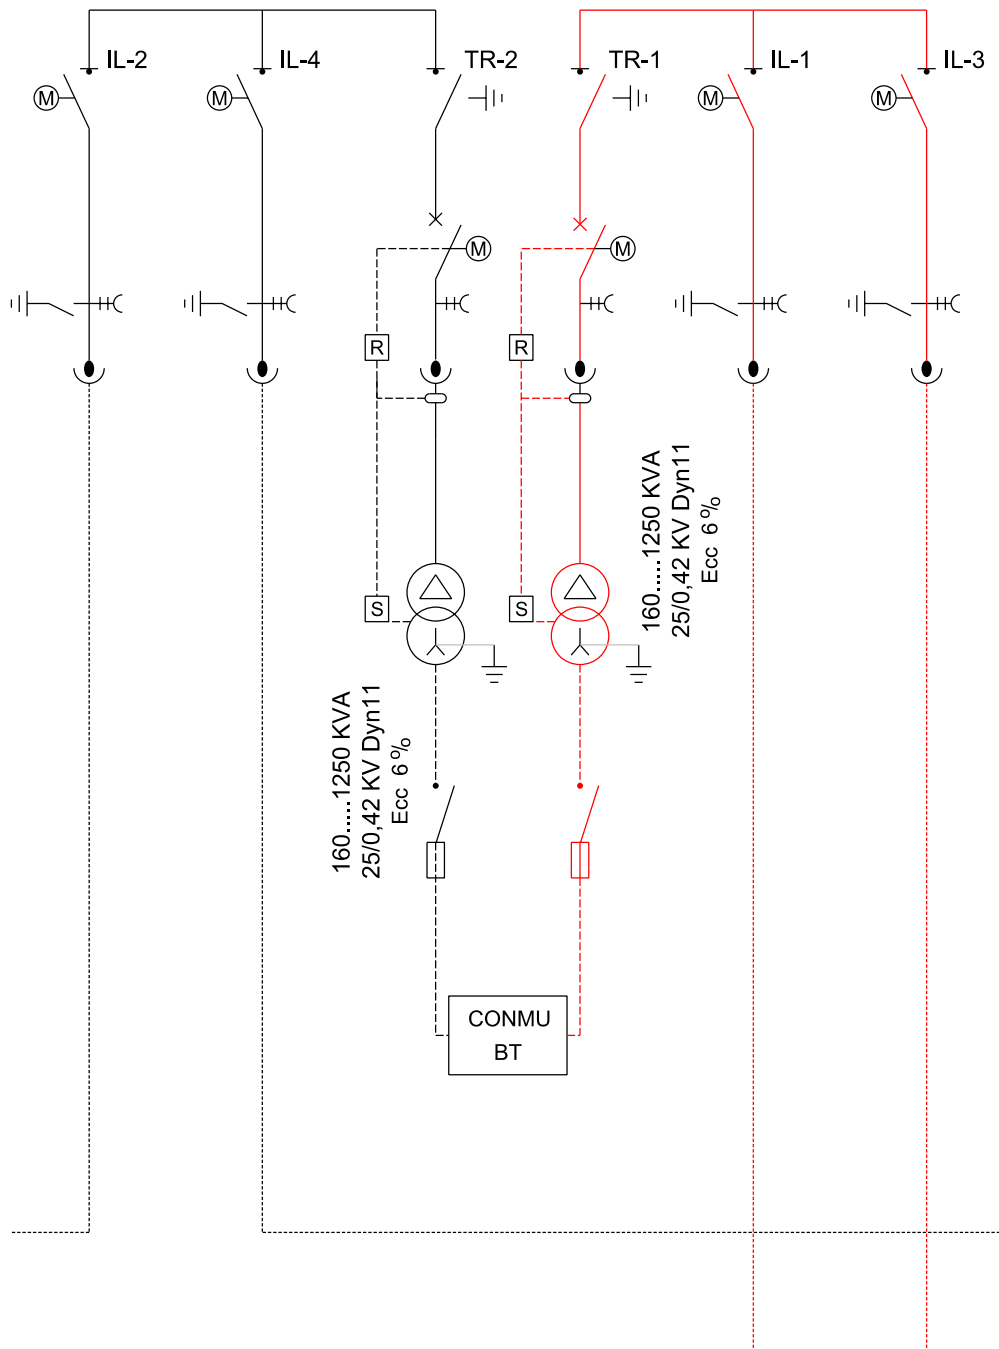 IL-2
IL-4
TR-2
TR-1
IL-1
IL-3
M
M
M
M
M
M
R
R
160......1250 KVA
25/0,42 KV Dyn11
Ecc 6%
S
S
160......1250 KVA
25/0,42 KV Dyn11
Ecc 6%
CONMU
BT